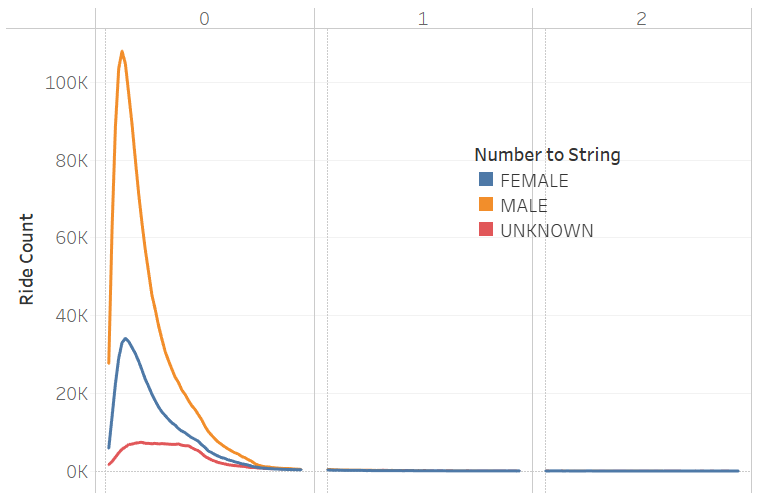 0 1 2
100K
80K
60K
40K
20K
0K
Ride Count
Number to String
FEMALE
MALE
UNKNOWN